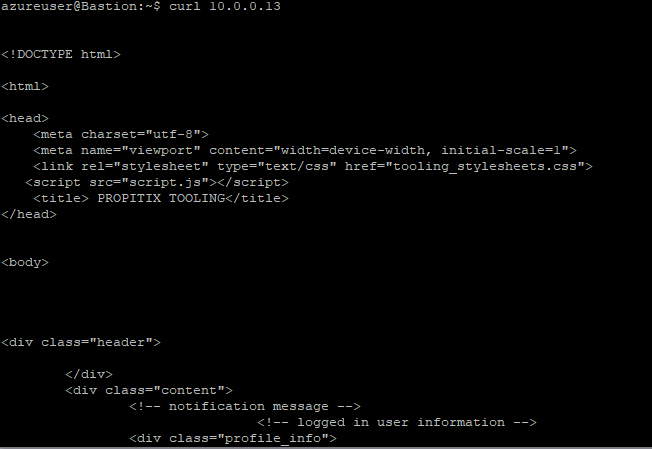 azureuser@Bastion:~$ curl 10.0.0.13
<!DOCTYPE html>
<html>
<head>
    <meta charset="utf-8">
    <meta name="viewport" content="width=device-width, initial-scale=1">
    <link rel="stylesheet" type="text/css" href="tooling_stylesheets.css">
   <script src="script.js"></script>
    <title> PROPITIX TOOLING</title>
</head>
<body>
<div class="header">
        </div>
        <div class="content">
                <!-- notification message -->
                                <!-- logged in user information -->
                <div class="profile_info">